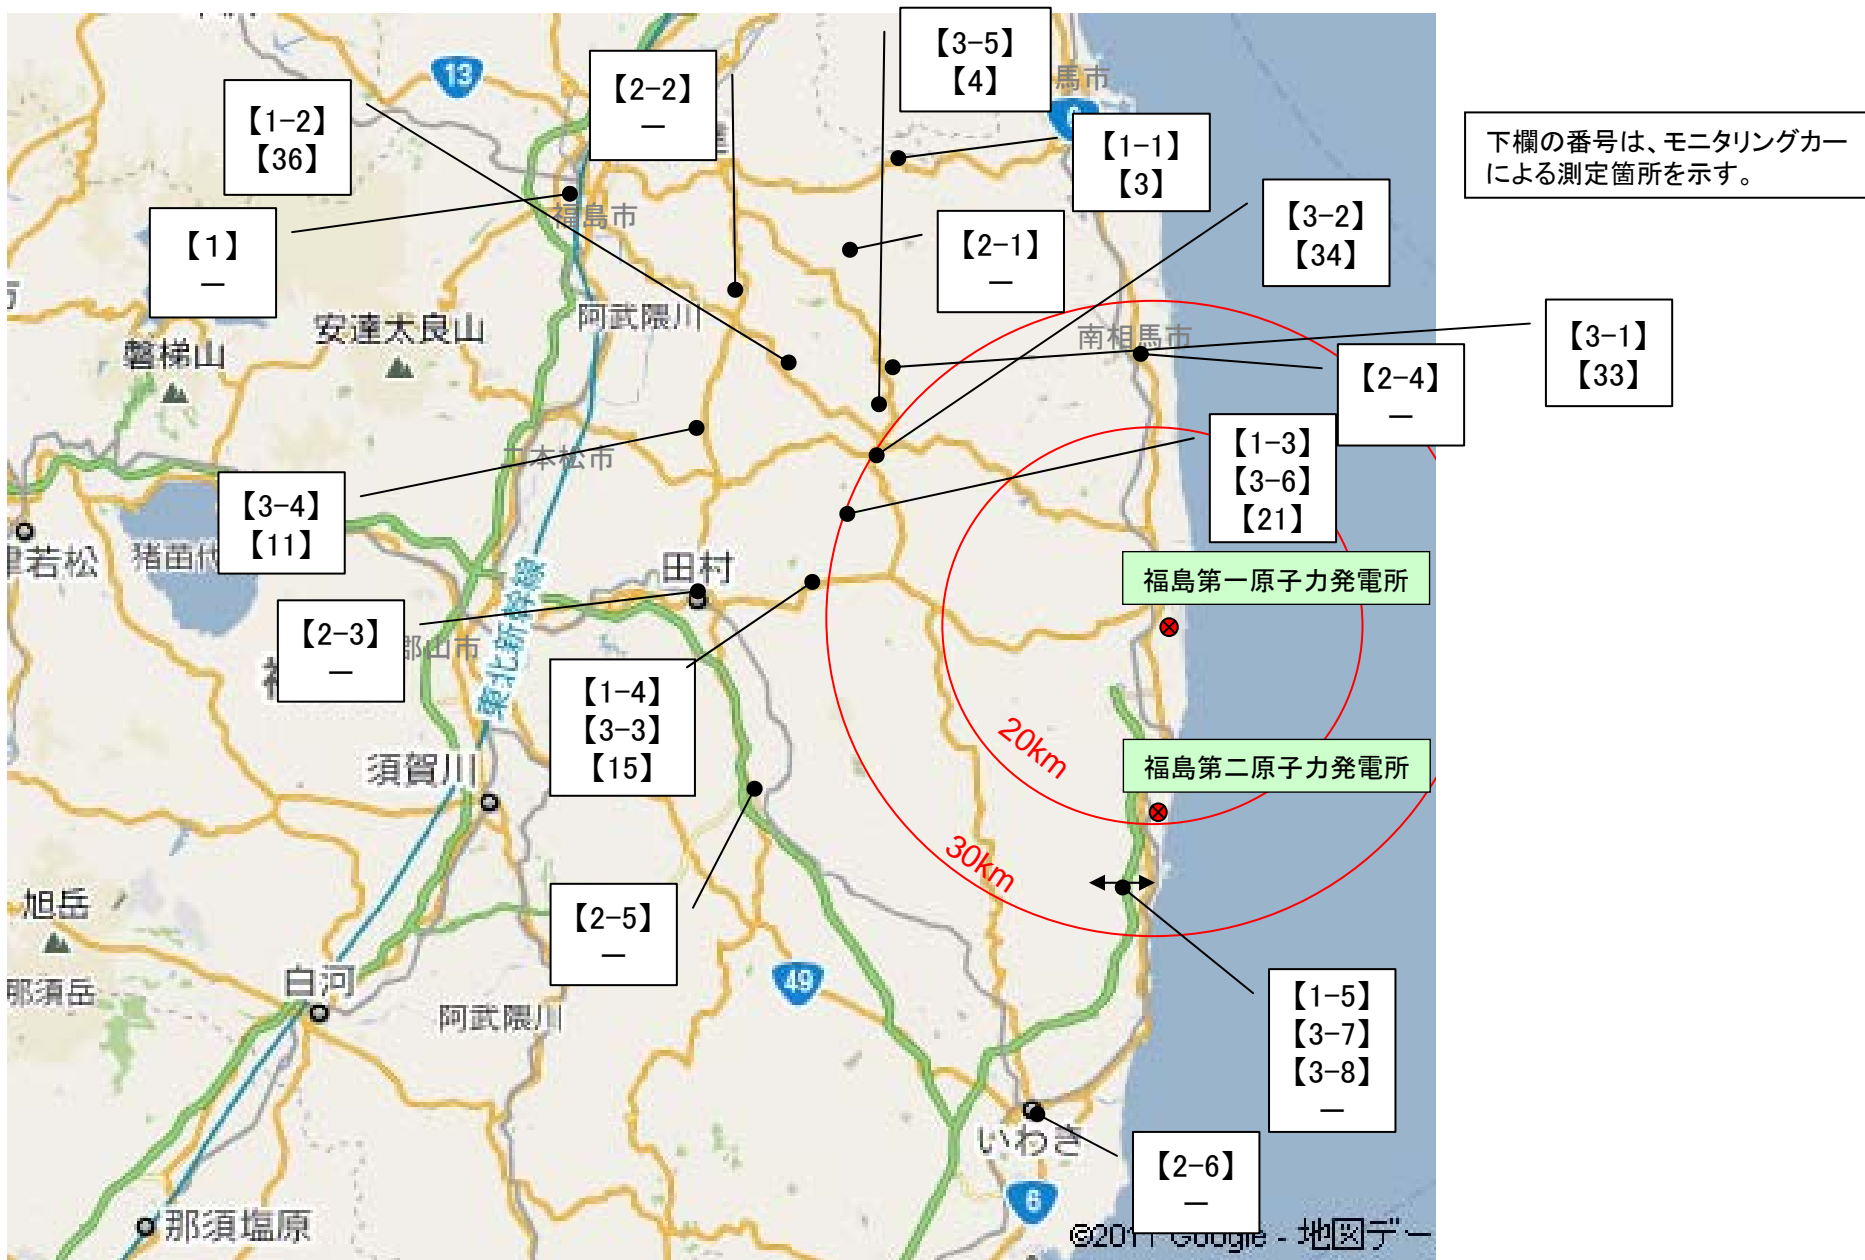 【3-5】
【4】
馬市
13
【2-2】
－
【1-2】
【36】
【1-1】
【3】
下欄の番号は、モニタリングカー
による測定箇所を示す。
【3-2】
【34】
福島市
【1】
－
【2-1】
－
阿武隈川
安達太良山
磐梯山
南相馬市
【3-1】
【33】
【2-4】
－
二本松市
【1-3】
【3-6】
【21】
【3-4】
【11】
猪苗代
若松
田村
福島第一原子力発電所
東北新幹線
【2-3】
－
郡山市
【1-4】
【3-3】
【15】
20km
福島第二原子力発電所
須賀川
30km
旭岳
【2-5】
－
白河
49
那須岳
阿武隈川
【1-5】
【3-7】
【3-8】
－
いわき
【2-6】
－
6
那須塩原
©2011 Google - 地図デー